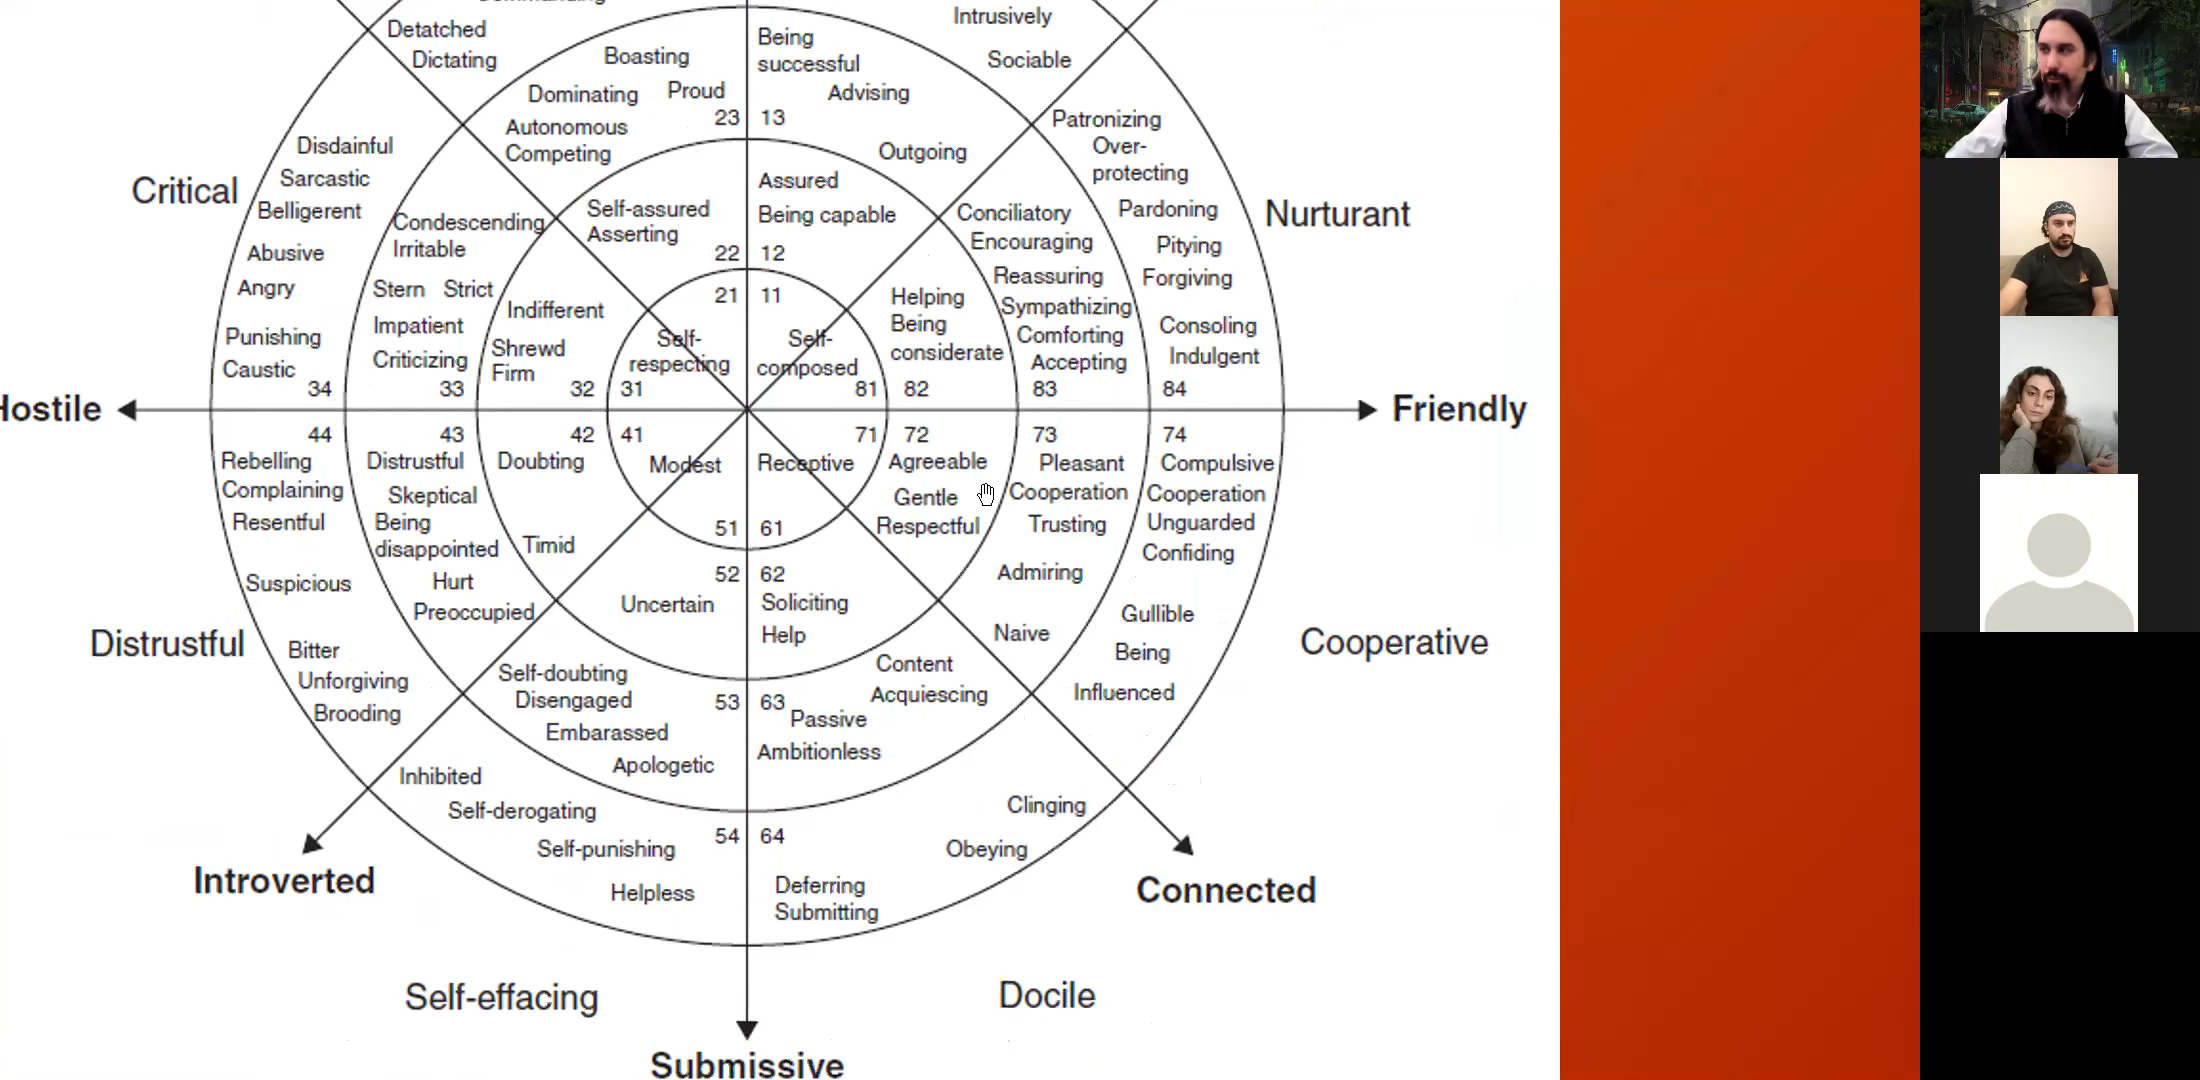 Detatched
Dictating
Intrusively
Sociable
Boasting
Dominating
Proud
Autonomous
Competing
23
Being
successful
Advising
13
Outgoing
Disdainful
Sarcastic
Belligerent
Abusive
Angry
Punishing
Caustic
34
Critical
Condescending
Irritable
Stern Strict
Impatient
Criticizing
33
Self-assured
Asserting
22
Assured
Being capable
12
Patronizing
Over-
protecting
Pardoning
Pitying
Forgiving
Consoling
Indulgent
84
Nurturant
Conciliatory
Encouraging
Reassuring
Sympathizing
Comforting
Accepting
83
Indifferent
Shrewd
Firm
32
21
Self-
respecting
31
11
Self-
composed
81
Helping
Being
considerate
82
Friendly
44
Rebelling
Complaining
Resentful
Suspicious
Bitter
Unforgiving
Brooding
Distrustful
43
Distrustful
Skeptical
Being
disappointed
Hurt
Preoccupied
42
Doubting
Timid
41
Modest
51
71
Receptive
61
72
Agreeable
Gentle
Respectful
73
Pleasant
Cooperation
Trusting
Admiring
Naive
74
Compulsive
Cooperation
Unguarded
Confiding
Gullible
Being
Influenced
Cooperative
52
Uncertain
62
Soliciting
Help
Self-doubting
Disengaged
Embarassed
Apologetic
53
63
Content
Acquiescing
Passive
Ambitionless
Inhibited
Self-derogating
Self-punishing
Helpless
54
64
Clinging
Obeying
Deferring
Submitting
Introverted
Connected
Self-effacing
Docile
Submissive